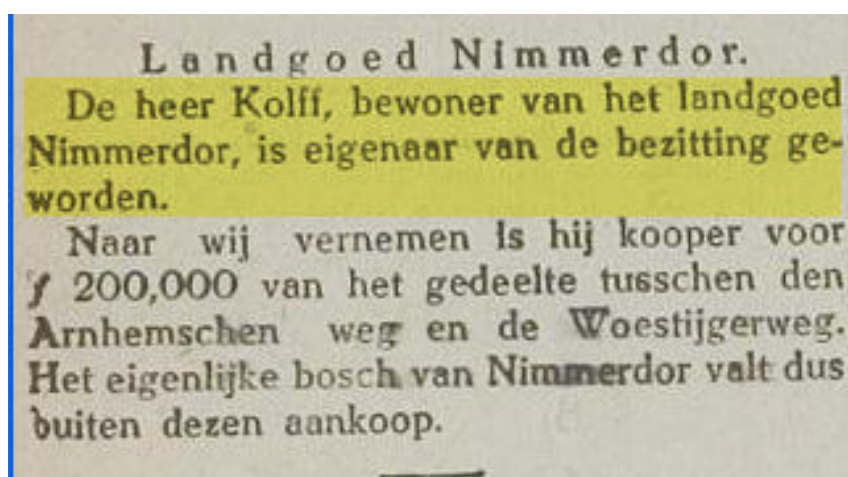 Landgoed Nimmerdor.
De heer Kolff, bewoner van het landgoed
Nimmerdor, is eigenaar van de bezitting ge-
worden.
Naar wij vernemen is hij kooper voor
f 200,000 van het gedeelte tusschen den
Arnhemschen weg en de Woestijgerweg.
Het eigenlijke bosch van Nimmerdor valt dus
buiten dezen aankoop.